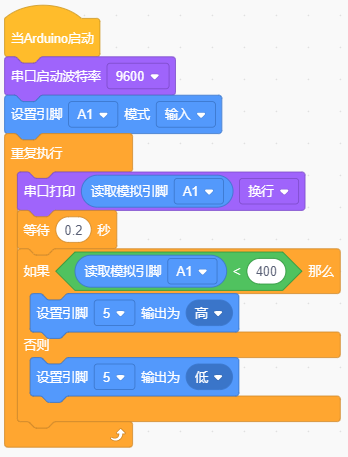 当Arduino启动
串口启动波特率 9600
设置引脚 A1 模式 输入
重复执行
串口打印 读取模拟引脚 A1 换行
等待 0.2 秒
如果 读取模拟引脚 A1 < 400 那么
设置引脚 5 输出为 高
否则
设置引脚 5 输出为 低